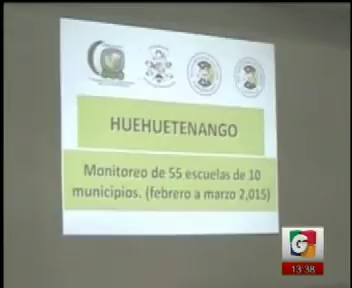 HUEHUETENANGO
Monitoreo de 55 escuelas de 10
municipios. (febrero a marzo 2,015)
G
13:38